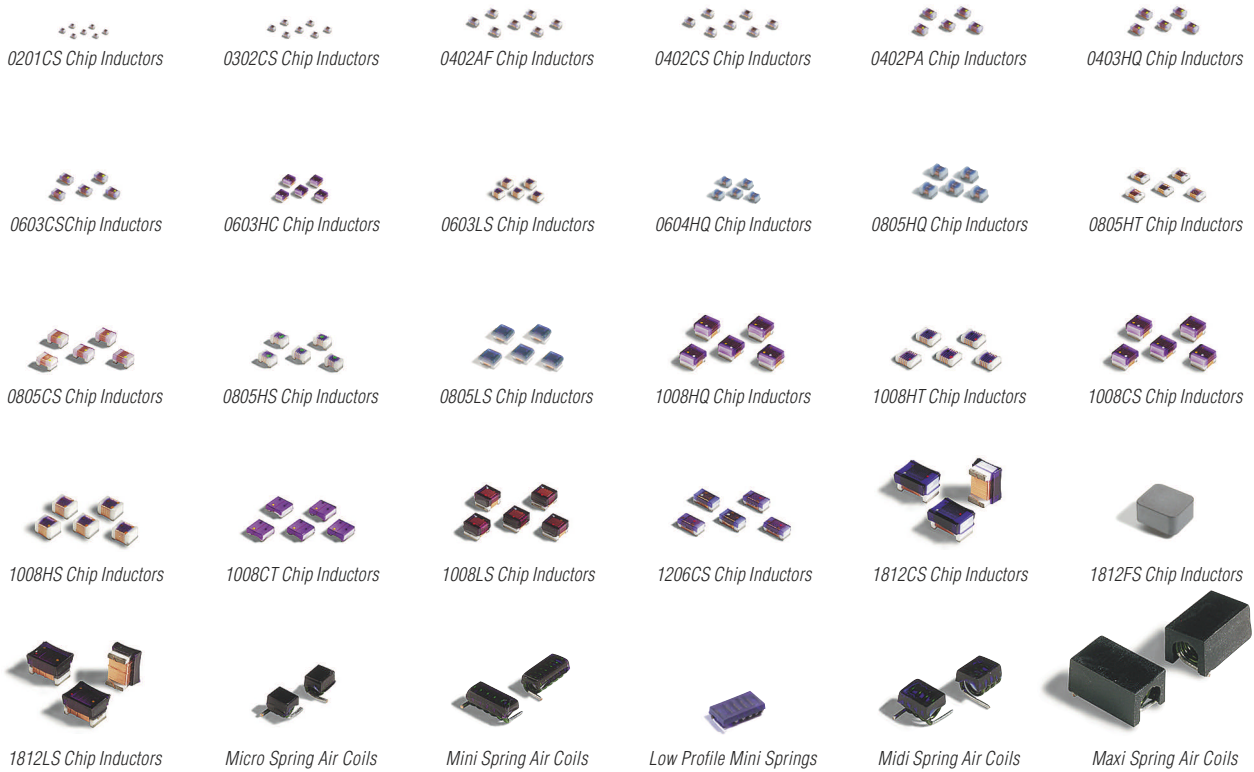 0201CS Chip Inductors
0302CS Chip Inductors
0402AF Chip Inductors
0402CS Chip Inductors
0402PA Chip Inductors
0403HQ Chip Inductors
0603CSChip Inductors
0603HC Chip Inductors
0603LS Chip Inductors
0604HQ Chip Inductors
0805HQ Chip Inductors
0805HT Chip Inductors
0805CS Chip Inductors
0805HS Chip Inductors
0805LS Chip Inductors
1008HQ Chip Inductors
1008HT Chip Inductors
1008CS Chip Inductors
1008HS Chip Inductors
1008CT Chip Inductors
1008LS Chip Inductors
1206CS Chip Inductors
1812CS Chip Inductors
1812FS Chip Inductors
1812LS Chip Inductors
Micro Spring Air Coils
Mini Spring Air Coils
Low Profile Mini Springs
Midi Spring Air Coils
Maxi Spring Air Coils